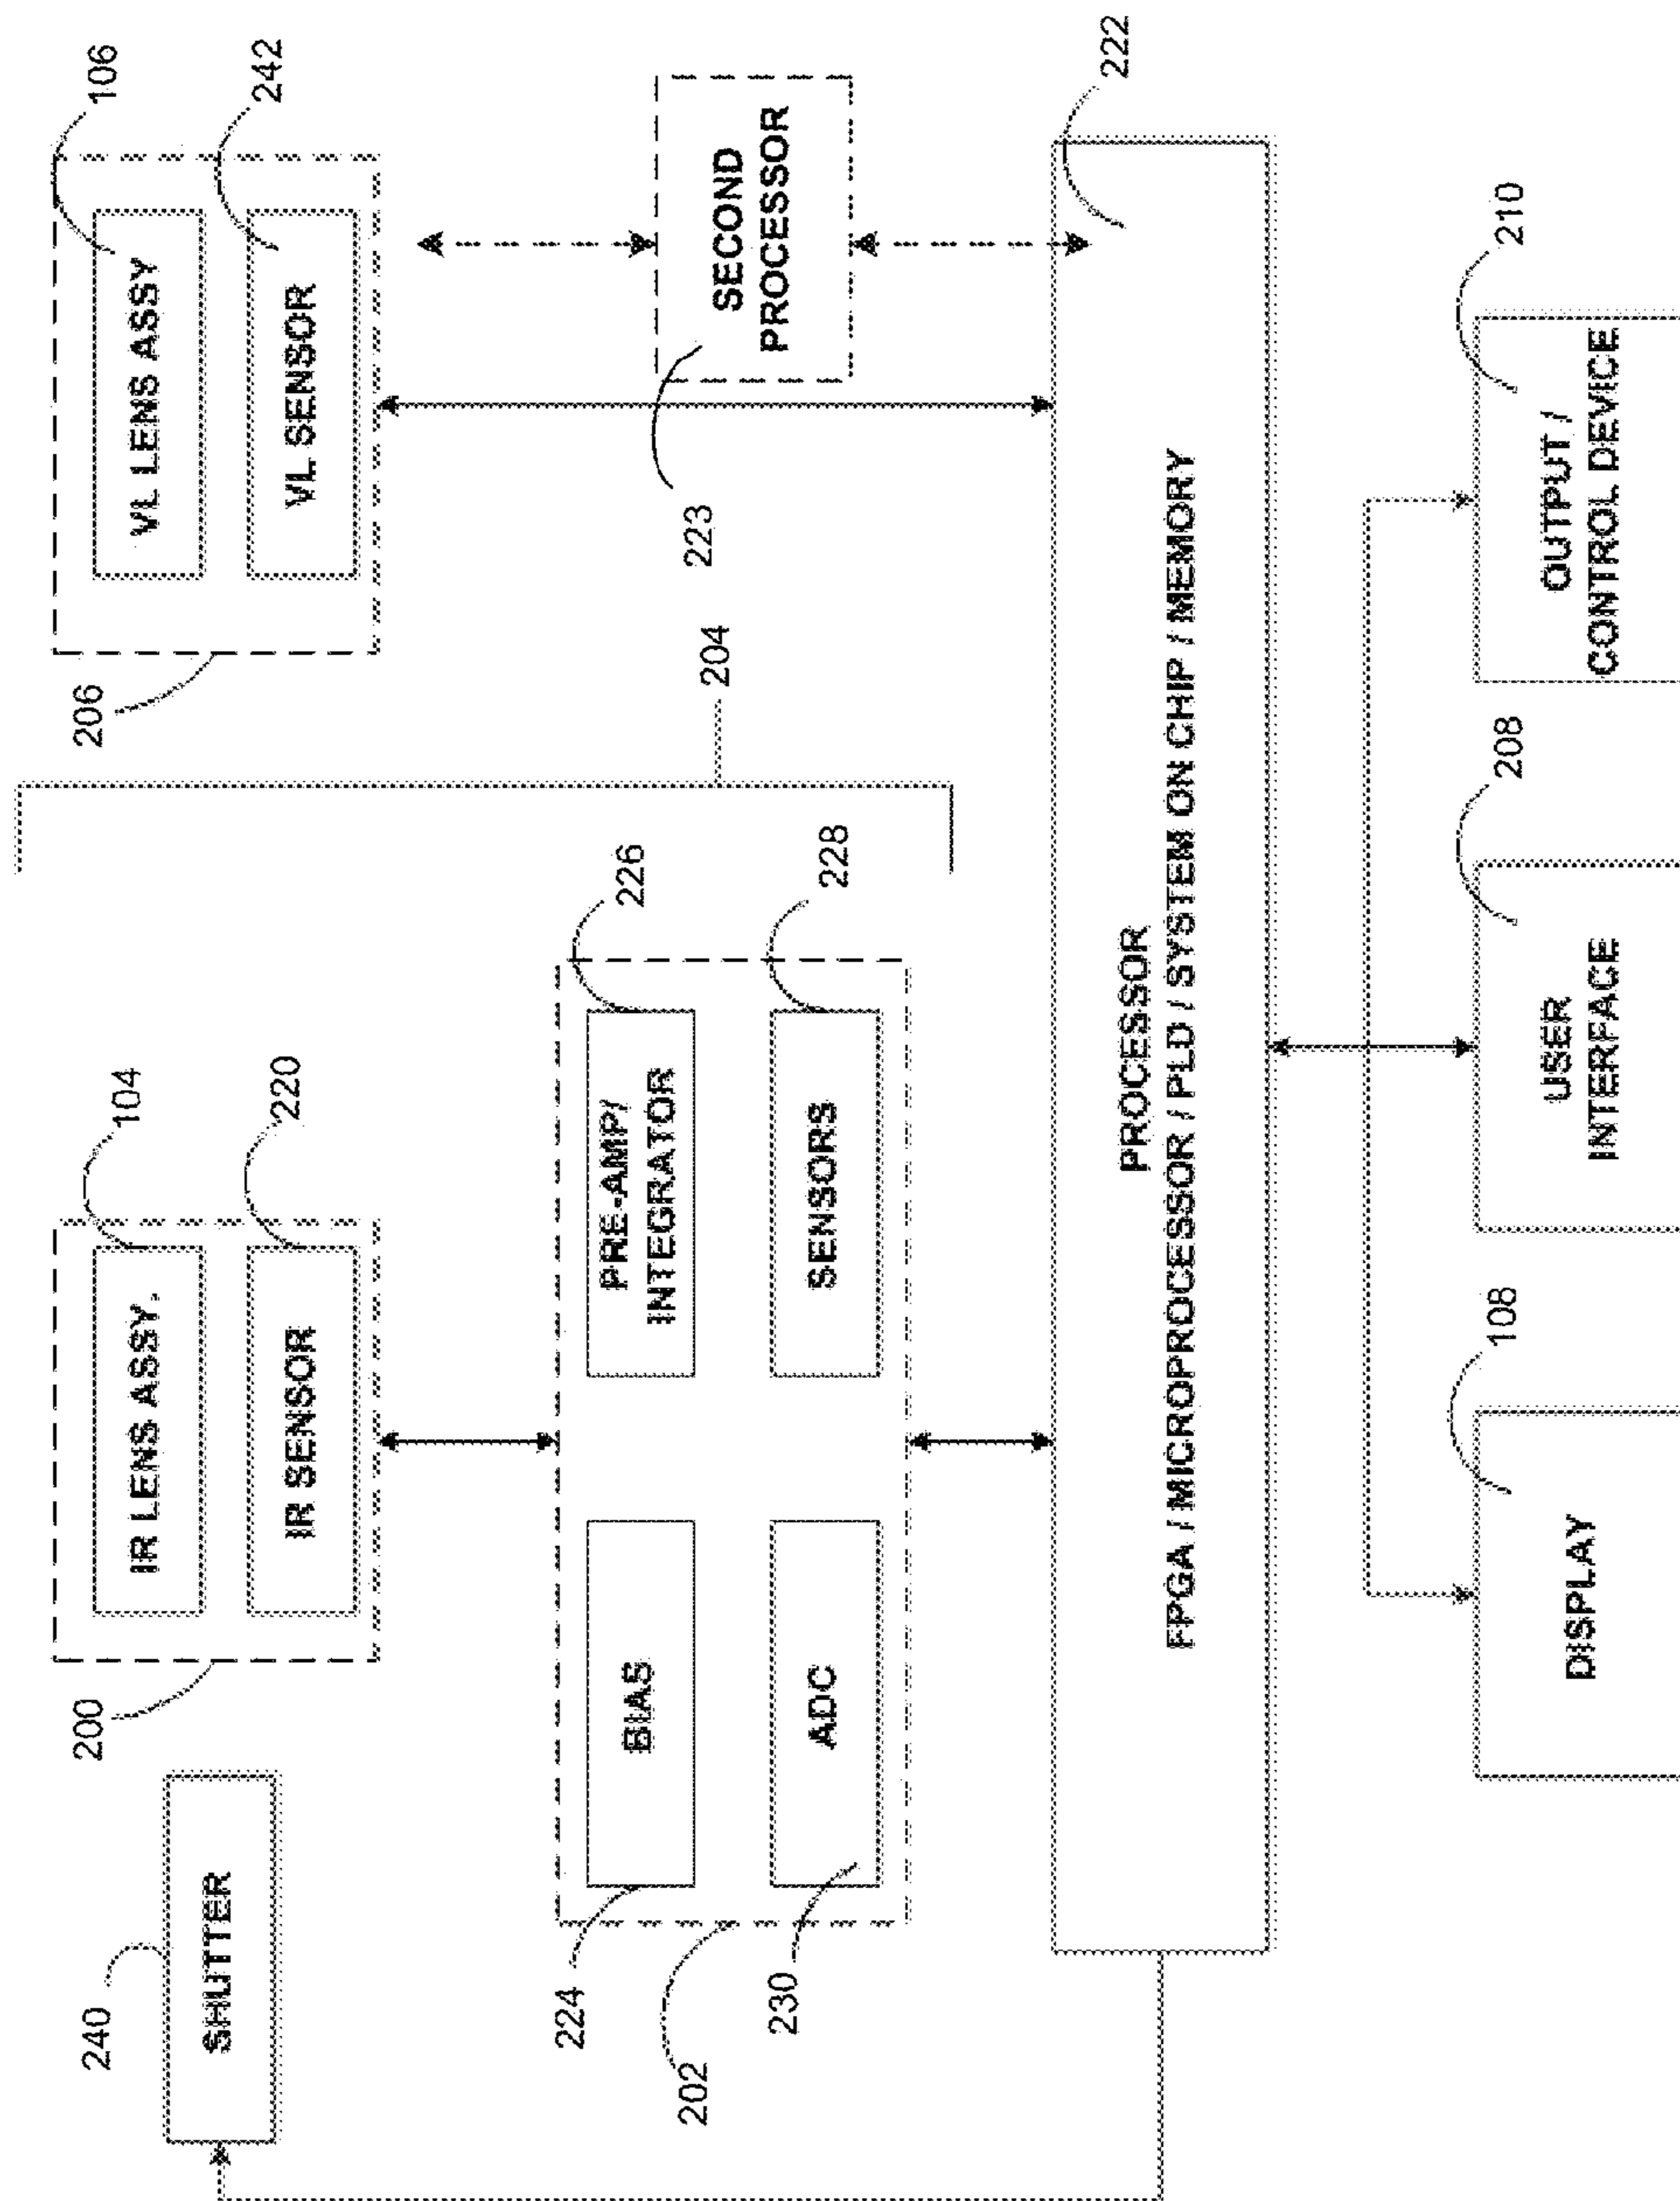 240
SHUTTER
200
IR LENS ASSY.
104
IR SENSOR
220
206
VL LENS ASSY
106
VL SENSOR
242
204
224
BIAS
PRE-AMP/
INTEGRATOR
226
202
230
ADC
SENSORS
228
223
SECOND
PROCESSOR
222
PROCESSOR
FPGA / MICROPROCESSOR / PLD / SYSTEM ON CHIP / MEMORY
108
DISPLAY
208
USER
INTERFACE
210
OUTPUT /
CONTROL DEVICE